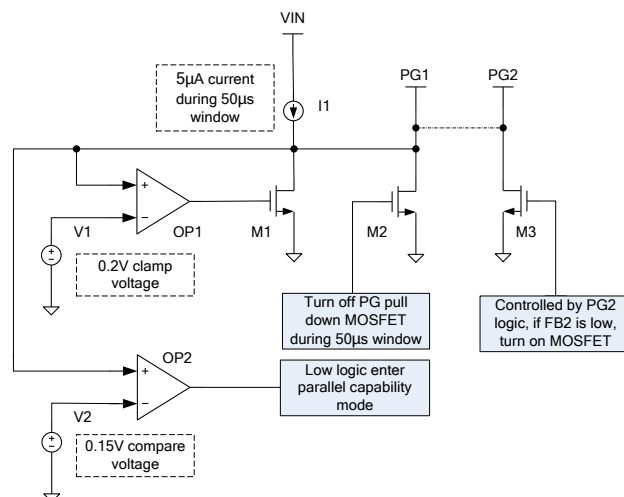 VIN
PG1
PG2
5µA current
during 50µs
window
I1
+
−
OP1
M1
M2
M3
V1
+
−
0.2V clamp
voltage
Turn off PG pull
down MOSFET
during 50µs window
Controlled by PG2
logic, if FB2 is low,
turn on MOSFET
OP2
+
−
Low logic enter
parallel capability
mode
V2
+
−
0.15V compare
voltage